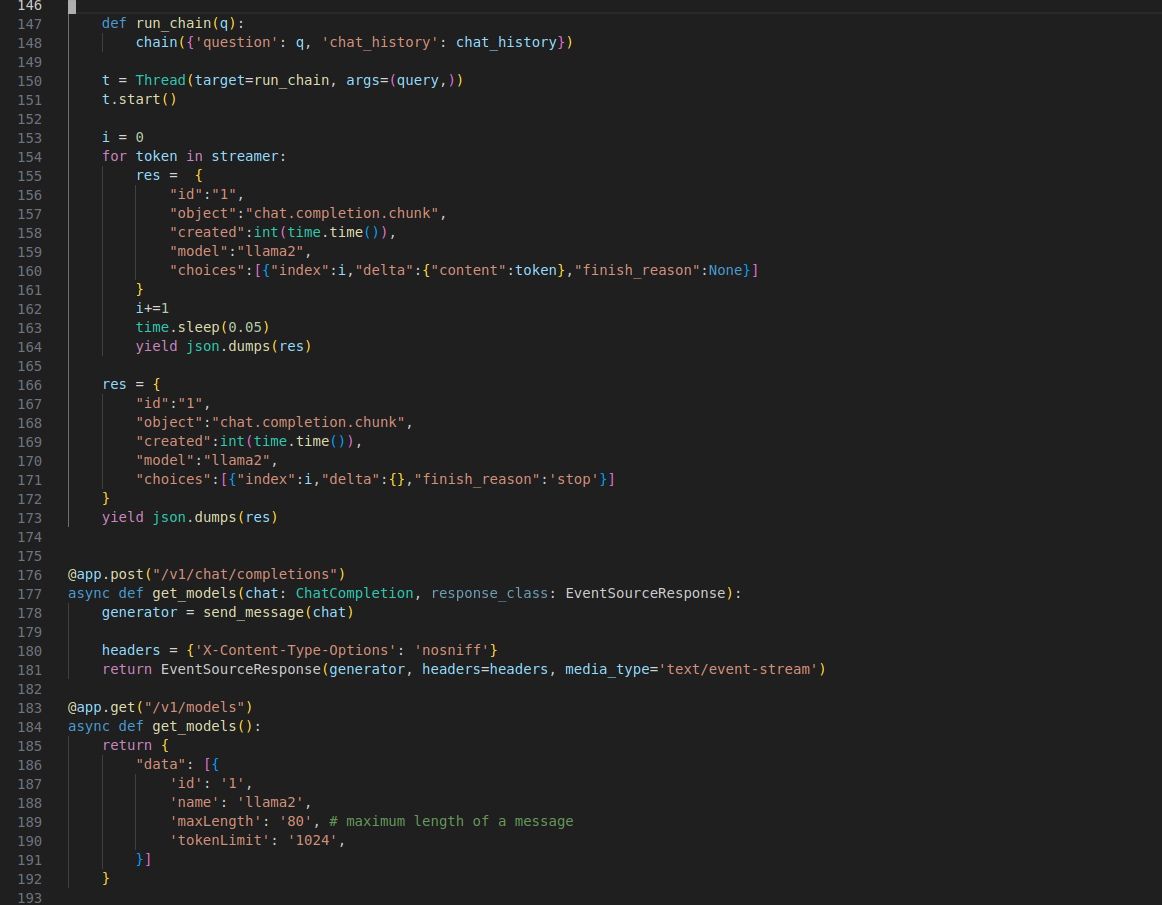 146
147     def run_chain(q):
148         chain({'question': q, 'chat_history': chat_history})
149
150     t = Thread(target=run_chain, args=(query,))
151     t.start()
152
153     i = 0
154     for token in streamer:
155         res =  {
156             "id":"1",
157             "object":"chat.completion.chunk",
158             "created":int(time.time()),
159             "model":"llama2",
160             "choices":[{"index":i,"delta":{"content":token},"finish_reason":None}]
161         }
162         i+=1
163         time.sleep(0.05)
164         yield json.dumps(res)
165
166     res = {
167         "id":"1",
168         "object":"chat.completion.chunk",
169         "created":int(time.time()),
170         "model":"llama2",
171         "choices":[{"index":i,"delta":{},"finish_reason":'stop'}]
172     }
173     yield json.dumps(res)
174
175
176 @app.post("/v1/chat/completions")
177 async def get_models(chat: ChatCompletion, response_class: EventSourceResponse):
178     generator = send_message(chat)
179
180     headers = {'X-Content-Type-Options': 'nosniff'}
181     return EventSourceResponse(generator, headers=headers, media_type='text/event-stream')
182
183 @app.get("/v1/models")
184 async def get_models():
185     return {
186         "data": [{
187             'id': '1',
188             'name': 'llama2',
189             'maxLength': '80', # maximum length of a message
190             'tokenLimit': '1024',
191         }]
192     }
193